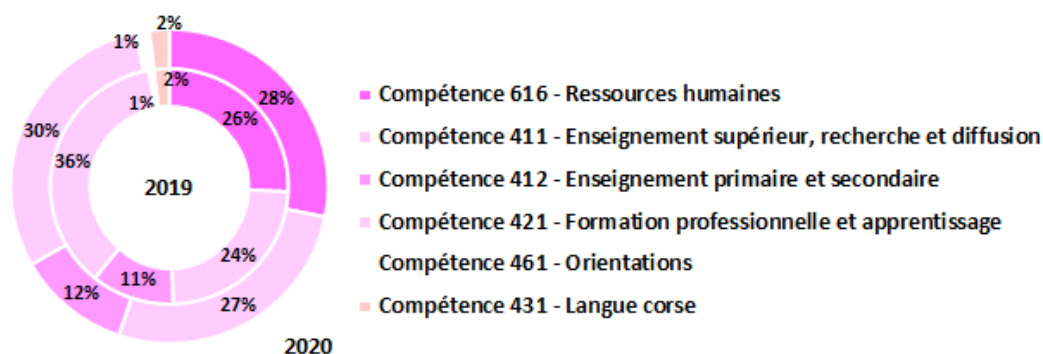 2%
1%
28%
2%
1%
26%
30%
36%
2019
24%
11%
12%
27%
2020
Compétence 616 - Ressources humaines
Compétence 411 - Enseignement supérieur, recherche et diffusion
Compétence 412 - Enseignement primaire et secondaire
Compétence 421 - Formation professionnelle et apprentissage
Compétence 461 - Orientations
Compétence 431 - Langue corse